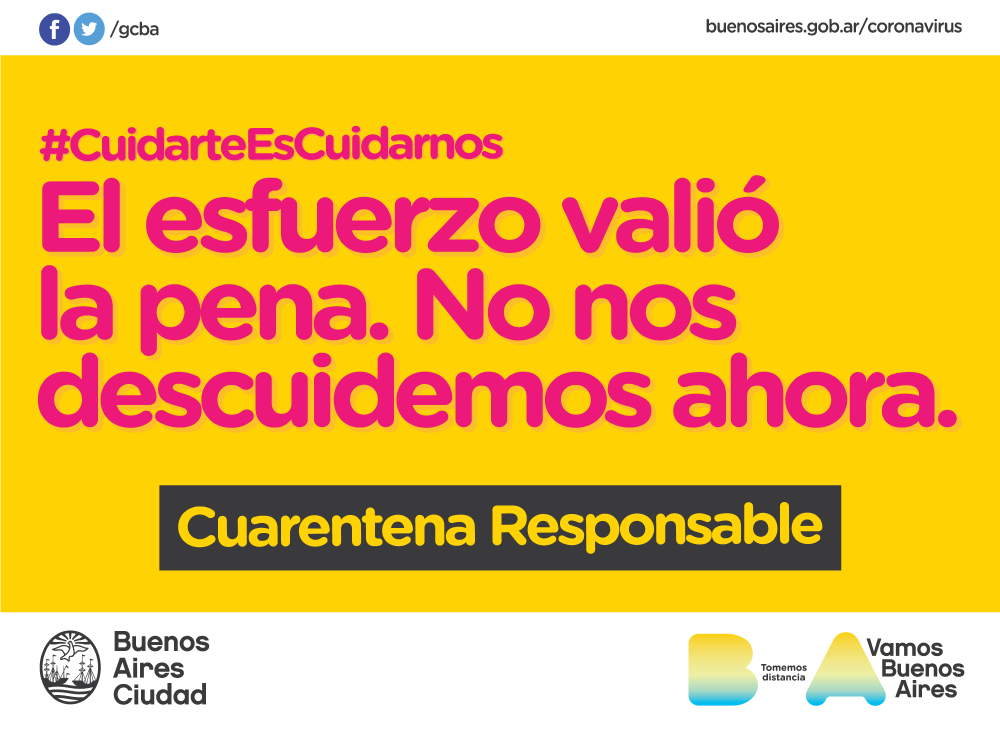 /gcba
buenosaires.gob.ar/coronavirus
#CuidarteEsCuidarnos
El esfuerzo valió
la pena. No nos
descuidemos ahora.
Cuarentena Responsable
Buenos
Aires
Ciudad
B
Tomemos
distancia
A
Vamos
Buenos
Aires